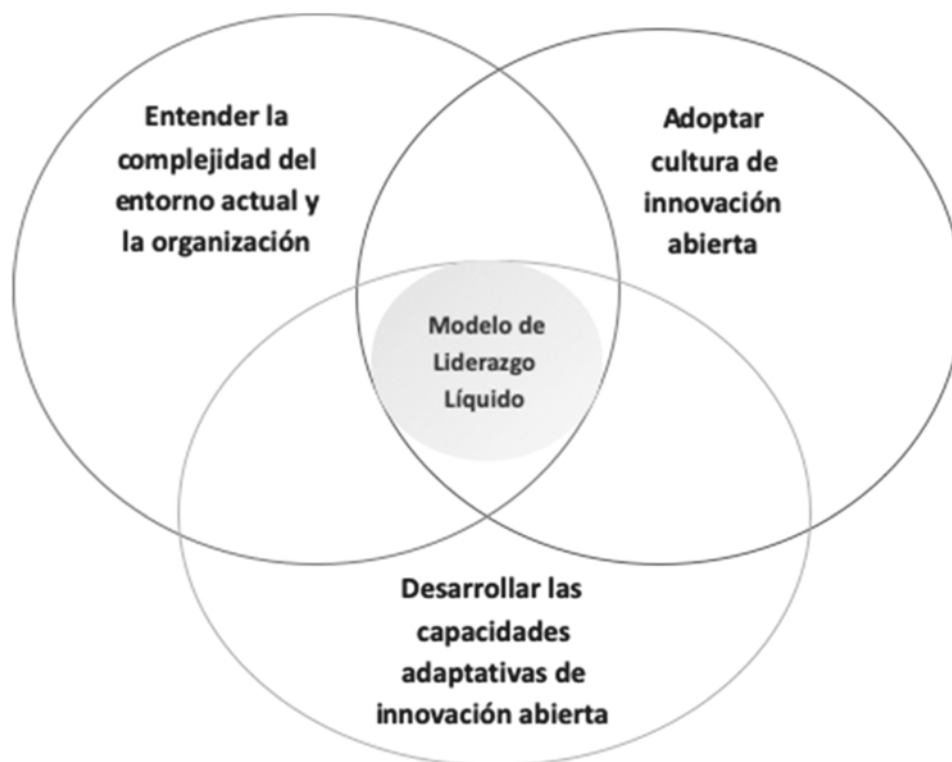 Entender la
complejidad del
entorno actual y
la organización
Adoptar
cultura de
innovación
abierta
Modelo de
Liderazgo
Líquido
Desarrollar las
capacidades
adaptativas de
innovación abierta